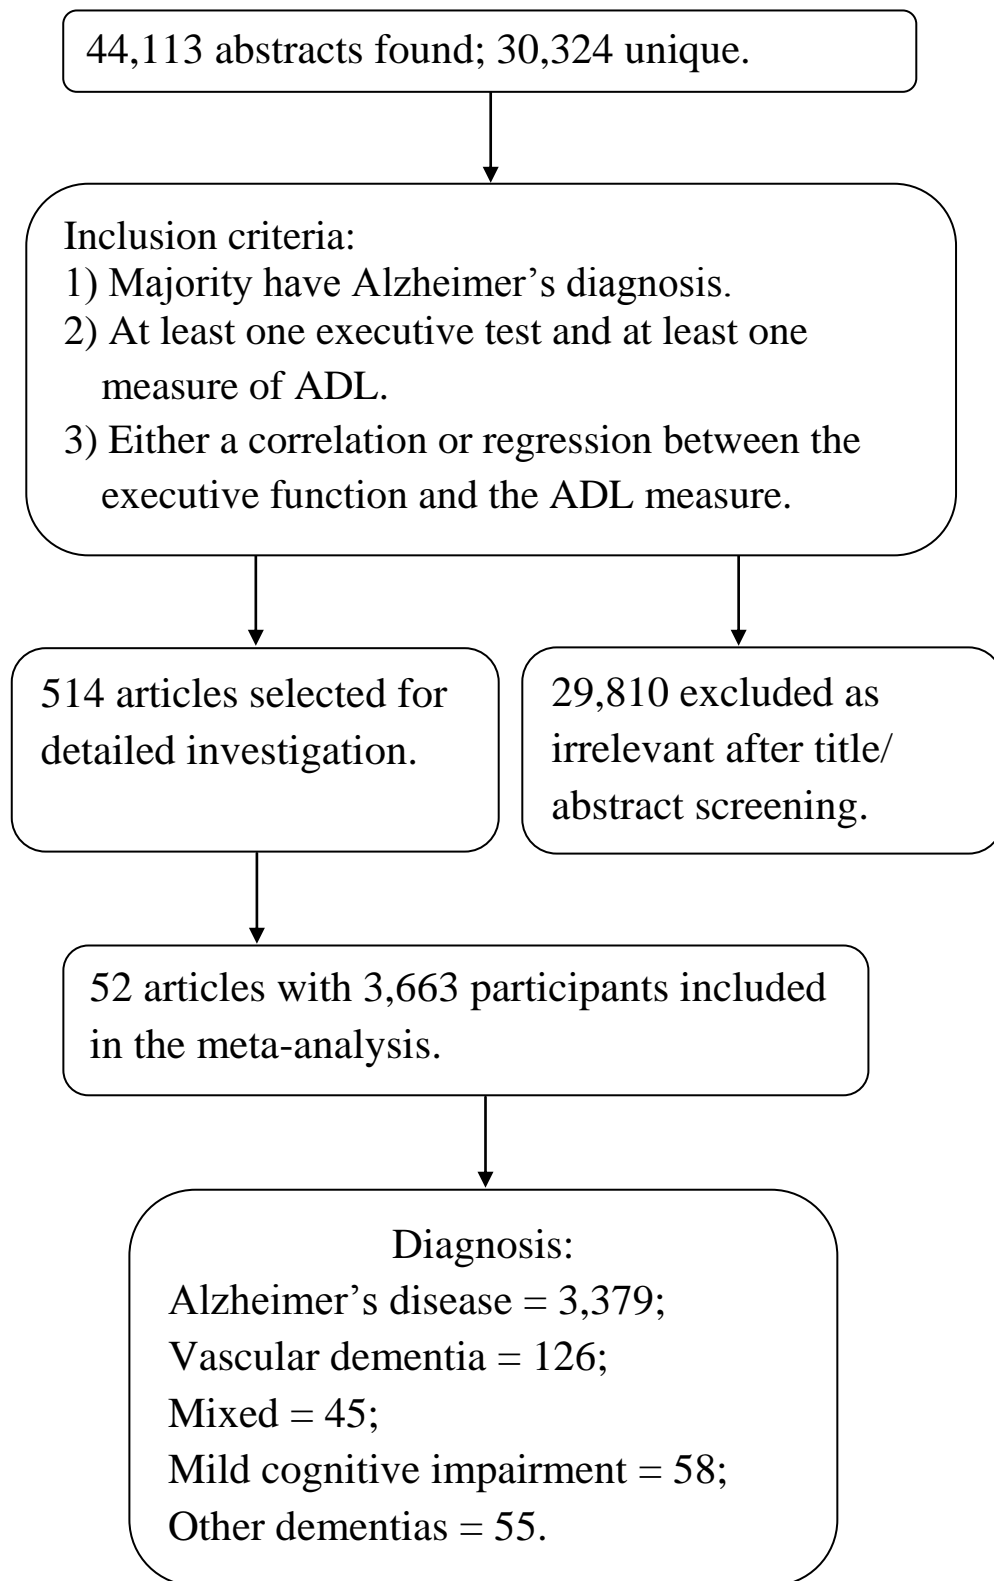 44,113 abstracts found; 30,324 unique.
Inclusion criteria:
1) Majority have Alzheimer’s diagnosis.
2) At least one executive test and at least one
measure of ADL.
3) Either a correlation or regression between the
executive function and the ADL measure.
514 articles selected for
detailed investigation.
29,810 excluded as
irrelevant after title/
abstract screening.
52 articles with 3,663 participants included
in the meta-analysis.
Diagnosis:
Alzheimer’s disease = 3,379;
Vascular dementia = 126;
Mixed = 45;
Mild cognitive impairment = 58;
Other dementias = 55.